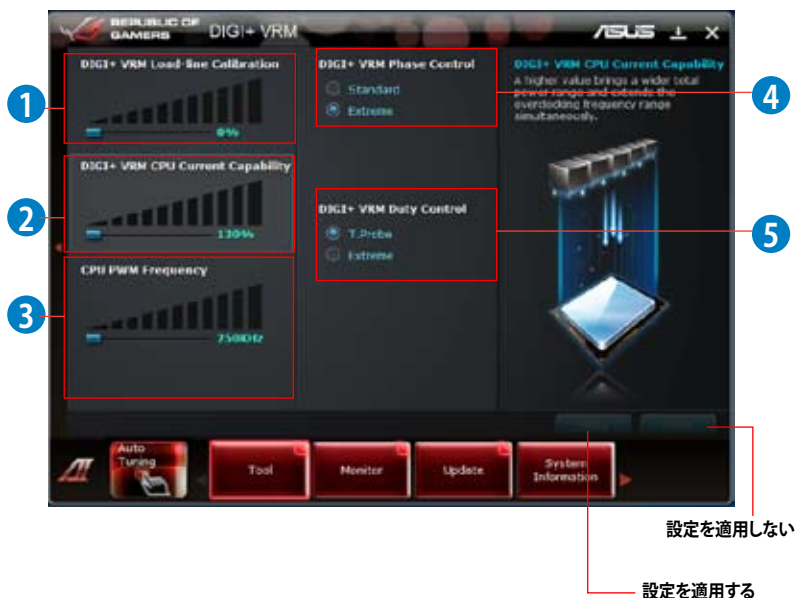 REPUBLIC OF
GAMERS
DIGI+ VRM
ASUS
DIGI+ VRM Load-line Calibration
0%
DIGI+ VRM CPU Current Capability
130%
CPU PWM Frequency
250KHz
DIGI+ VRM Phase Control
Standard
Extreme
DIGI+ VRM Duty Control
T.Probe
Extreme
DIGI+ VRM CPU Current Capability
A higher value brings a wider total
power range and extends the
overclocking frequency range
simultaneously.
1
2
3
4
5
Auto
Tuning
Tool
Monitor
Update
System
Information
設定を適用しない
設定を適用する